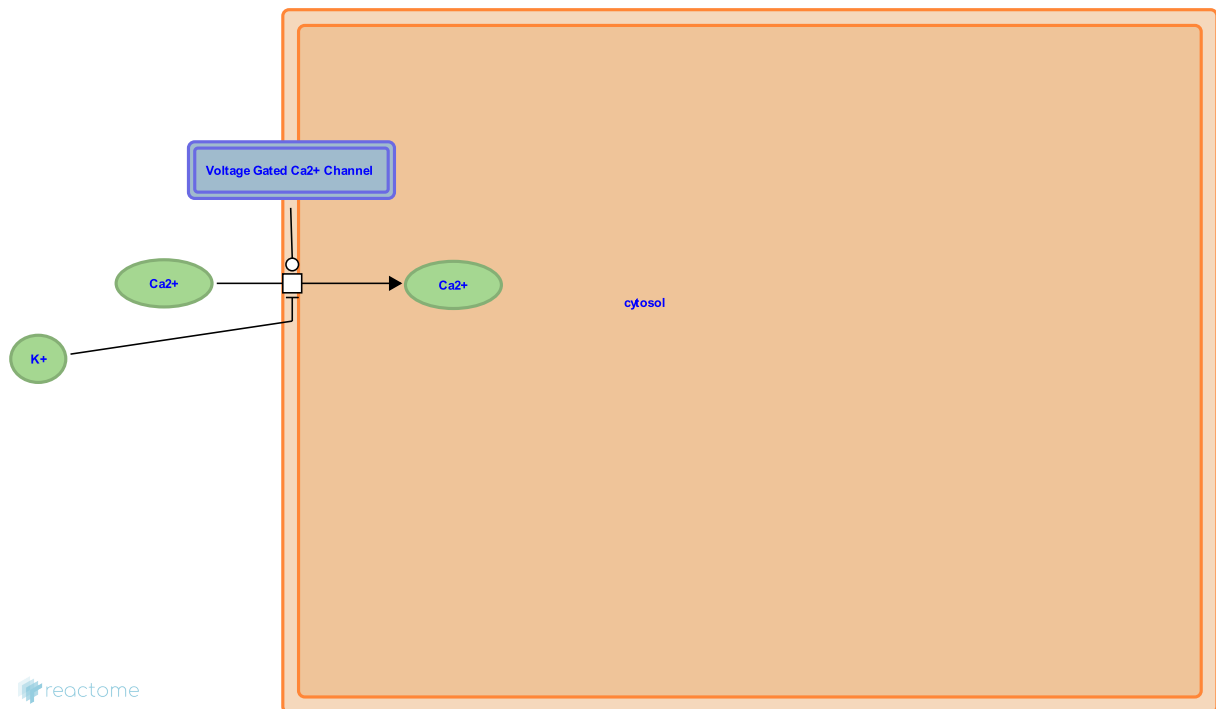 Voltage Gated Ca2+ Channel
Ca2+
Ca2+
cytosol
K+
reactome